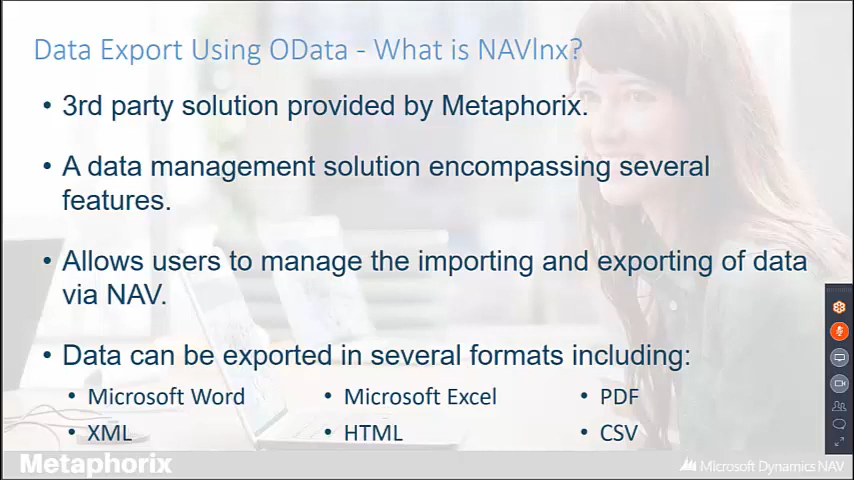 Data Export Using OData - What is NAVlnx?
• 3rd party solution provided by Metaphorix.
• A data management solution encompassing several
features.
• Allows users to manage the importing and exporting of data
via NAV.
• Data can be exported in several formats including:
• Microsoft Word • Microsoft Excel • PDF
• XML • HTML • CSV
Metaphorix Microsoft Dynamics NAV